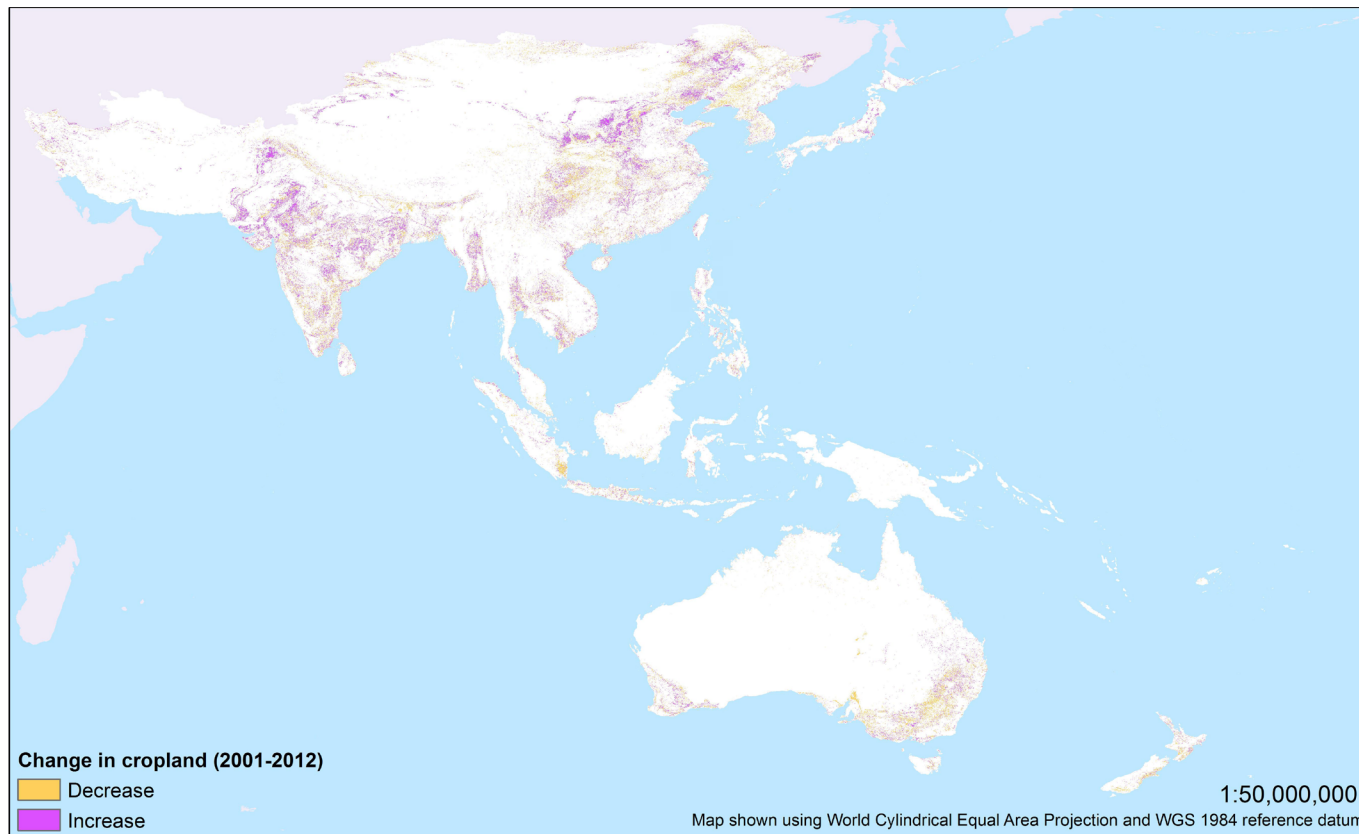 Change in cropland (2001-2012)
Decrease
Increase
1:50,000,000
Map shown using World Cylindrical Equal Area Projection and WGS 1984 reference datum